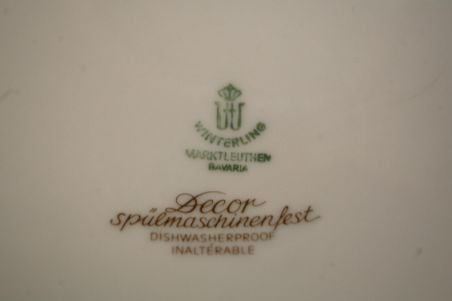 WINTERLING
MARKTLEUTHEN
BAVARIA
Decor
spülmaschinenfest
DISHWASHERPROOF
INALTÉRABLE